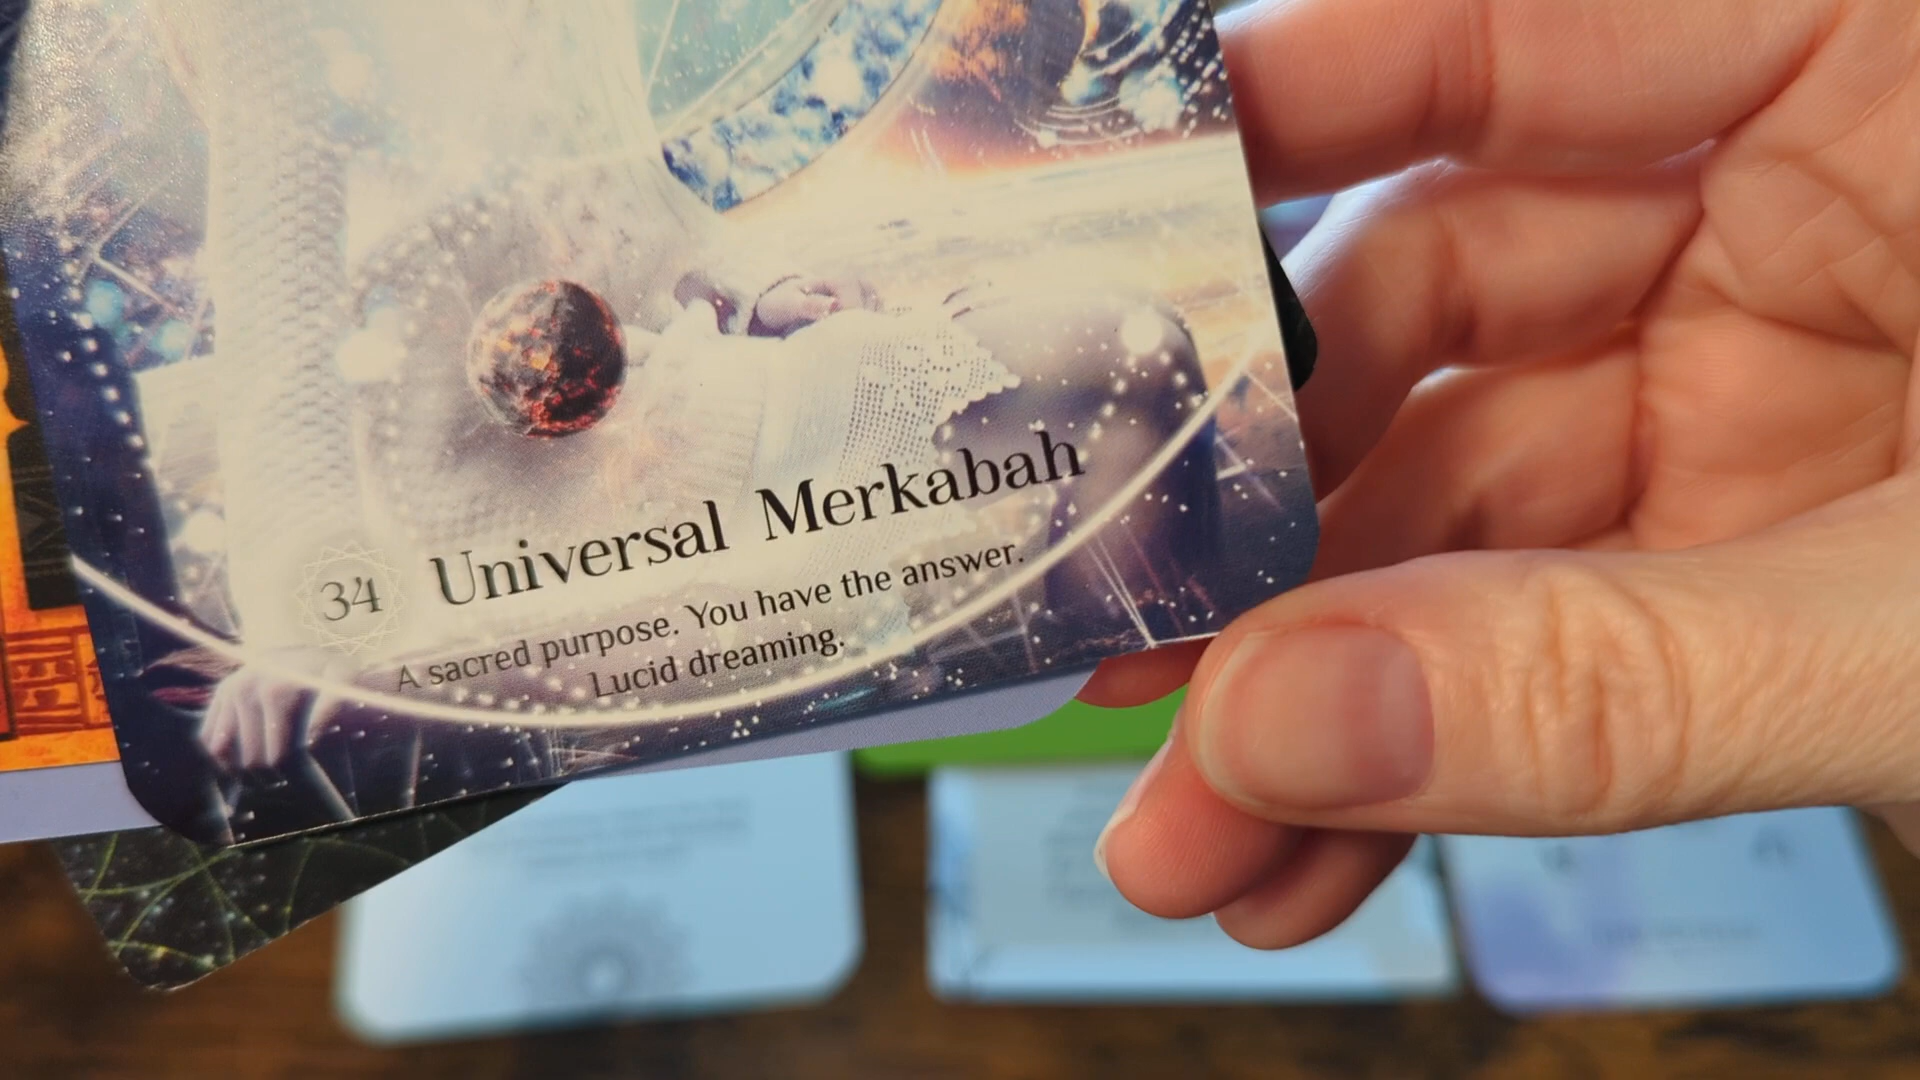 34 Universal Merkabah
A sacred purpose. You have the answer.
Lucid dreaming.